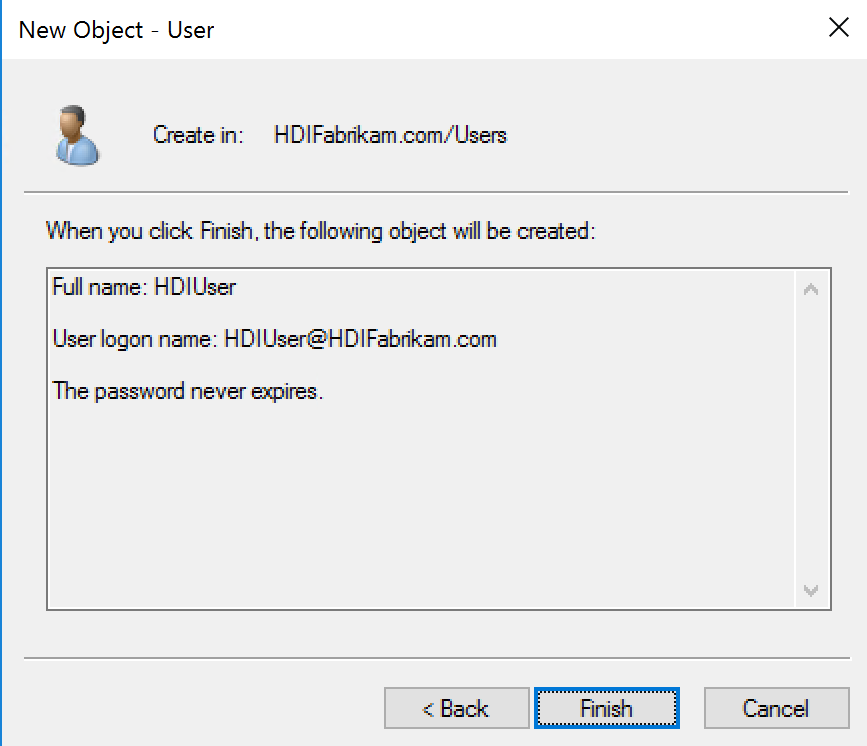 New Object - User
Create in: HDIFabrikam.com/Users
When you click Finish, the following object will be created:
Full name: HDIUser
User logon name: HDIUser@HDIFabrikam.com
The password never expires.
< Back Finish Cancel